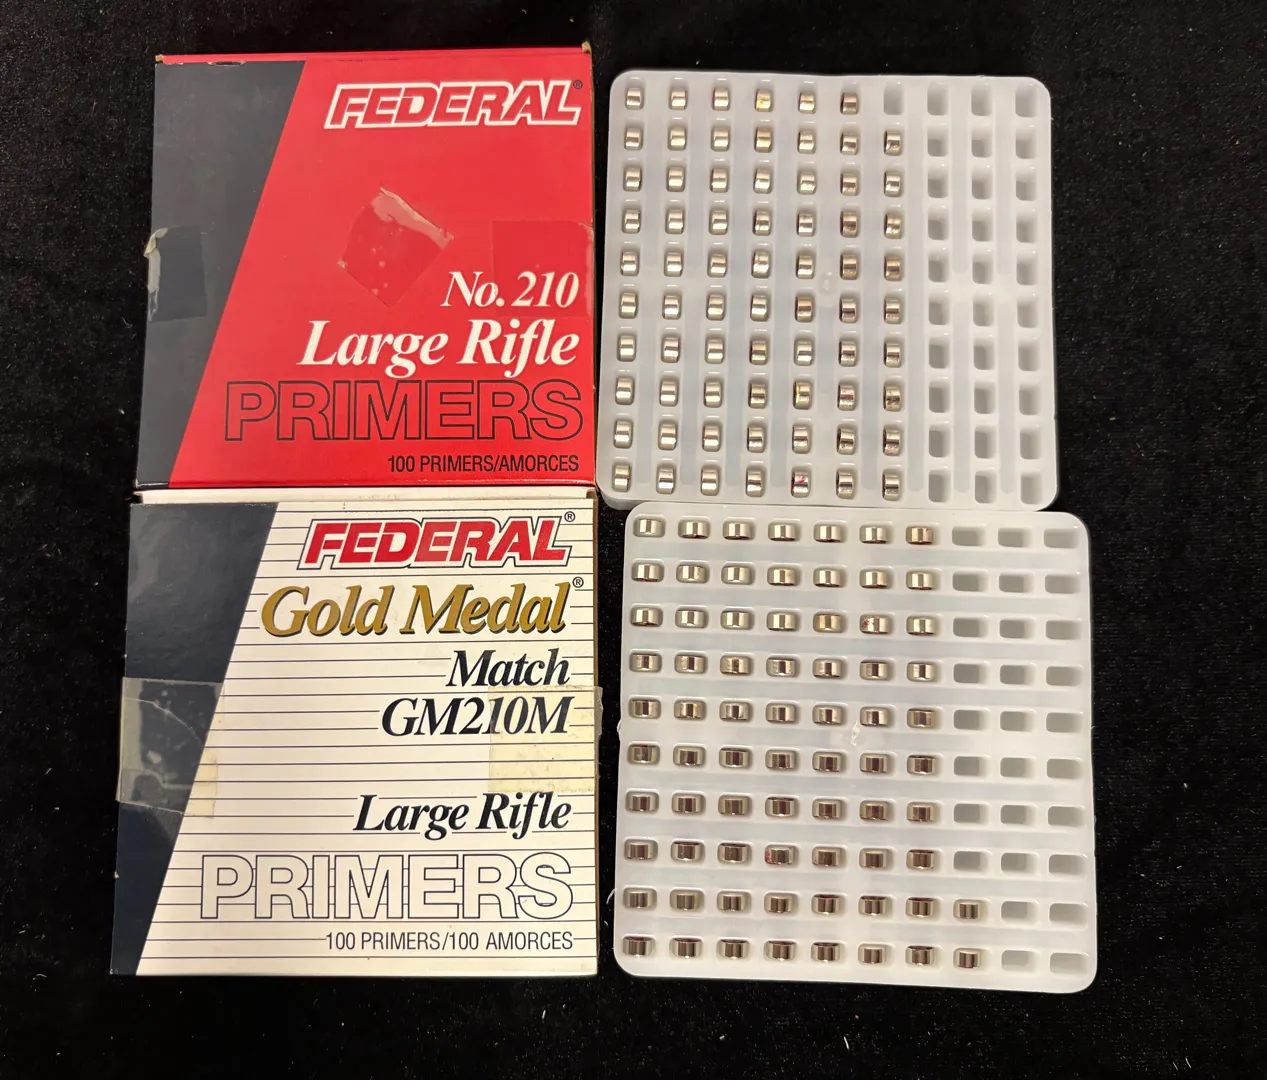 FEDERAL®
No. 210
Large Rifle
PRIMERS
100 PRIMERS/AMORCES
FEDERAL®
Gold Medal®
Match
GM210M
Large Rifle
PRIMERS
100 PRIMERS/100 AMORCES